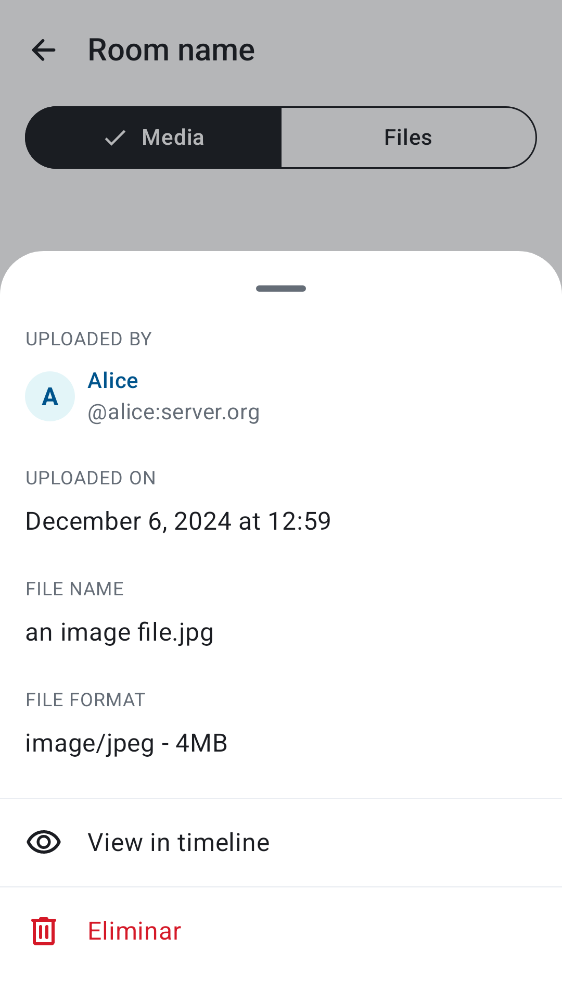 Room name
Media
Files
UPLOADED BY
A
Alice
@alice:server.org
UPLOADED ON
December 6, 2024 at 12:59
FILE NAME
an image file.jpg
FILE FORMAT
image/jpeg - 4MB
View in timeline
Eliminar